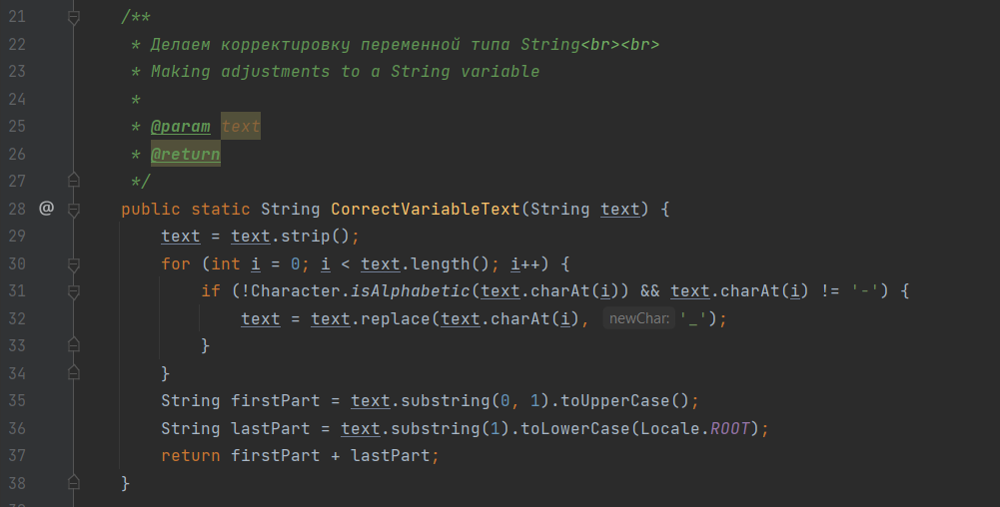 21 /**
22 * Делаем корректировку переменной типа String<br><br>
23 * Making adjustments to a String variable
24 *
25 * @param text
26 * @return
27 */
28 @ public static String CorrectVariableText(String text) {
29 text = text.strip();
30 for (int i = 0; i < text.length(); i++) {
31 if (!Character.isAlphabetic(text.charAt(i)) && text.charAt(i) != '-') {
32 text = text.replace(text.charAt(i), newChar: '_');
33 }
34 }
35 String firstPart = text.substring(0, 1).toUpperCase();
36 String lastPart = text.substring(1).toLowerCase(Locale.ROOT);
37 return firstPart + lastPart;
38 }